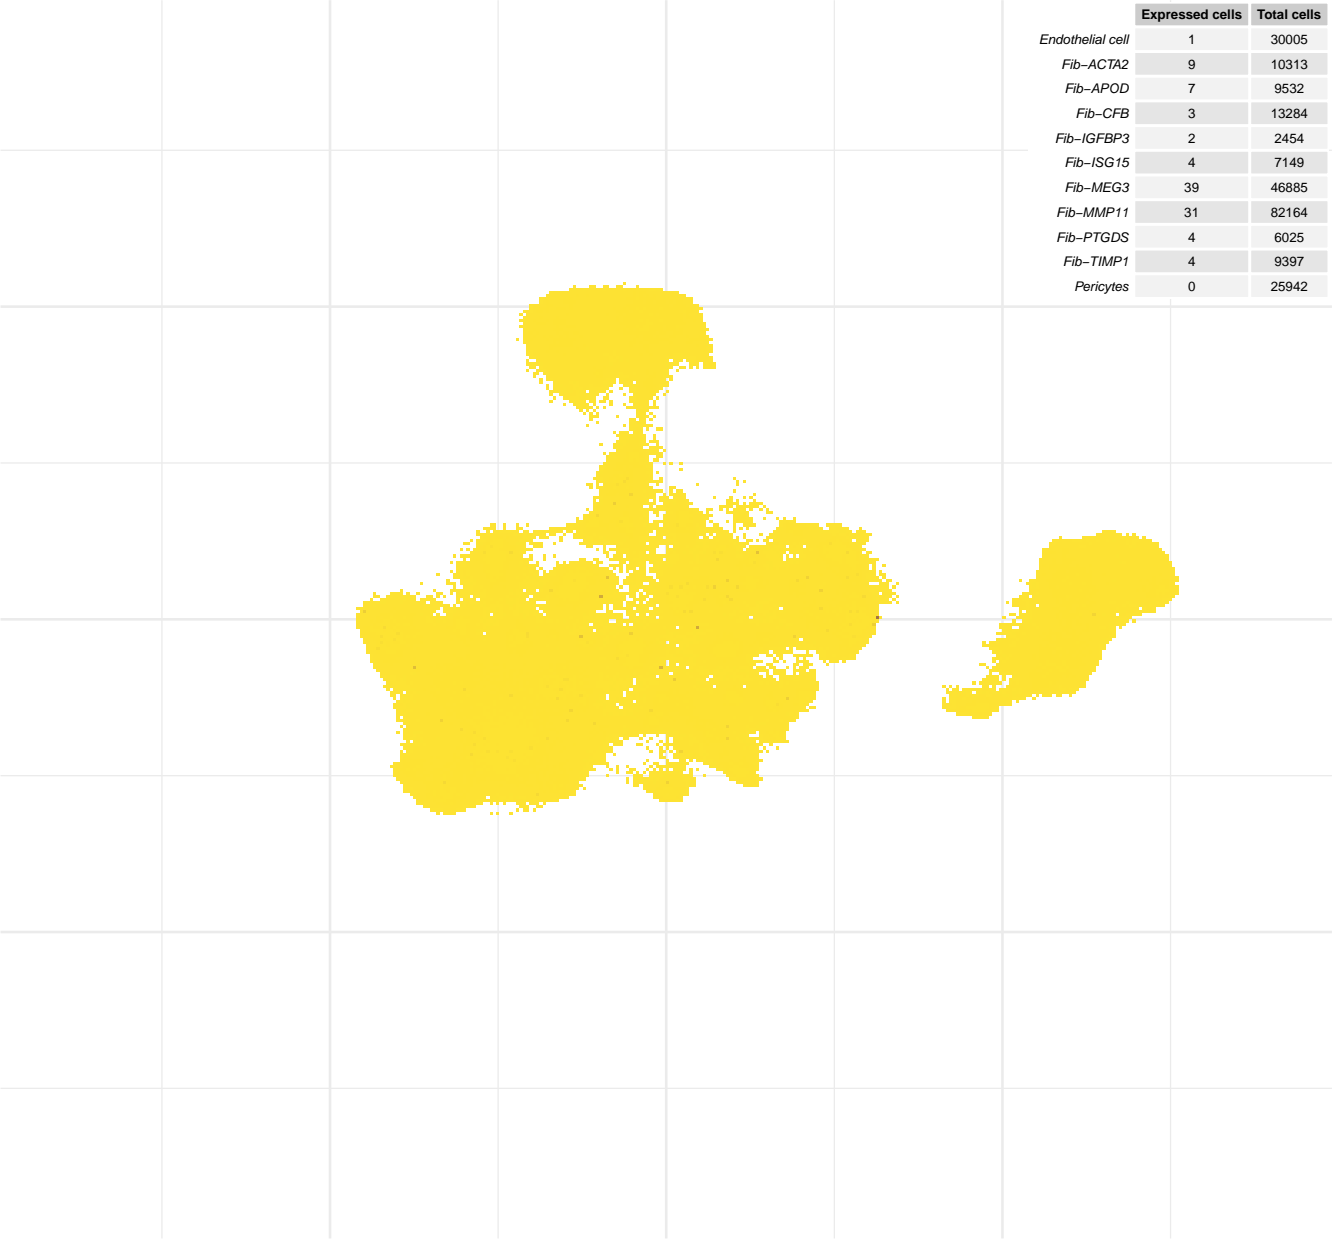 Expressed cells Total cells
Endothelial cell 1 30005
Fib−ACTA2 9 10313
Fib−APOD 7 9532
Fib−CFB 3 13284
Fib−IGFBP3 2 2454
Fib−ISG15 4 7149
Fib−MEG3 39 46885
Fib−MMP11 31 82164
Fib−PTGDS 4 6025
Fib−TIMP1 4 9397
Pericytes 0 25942